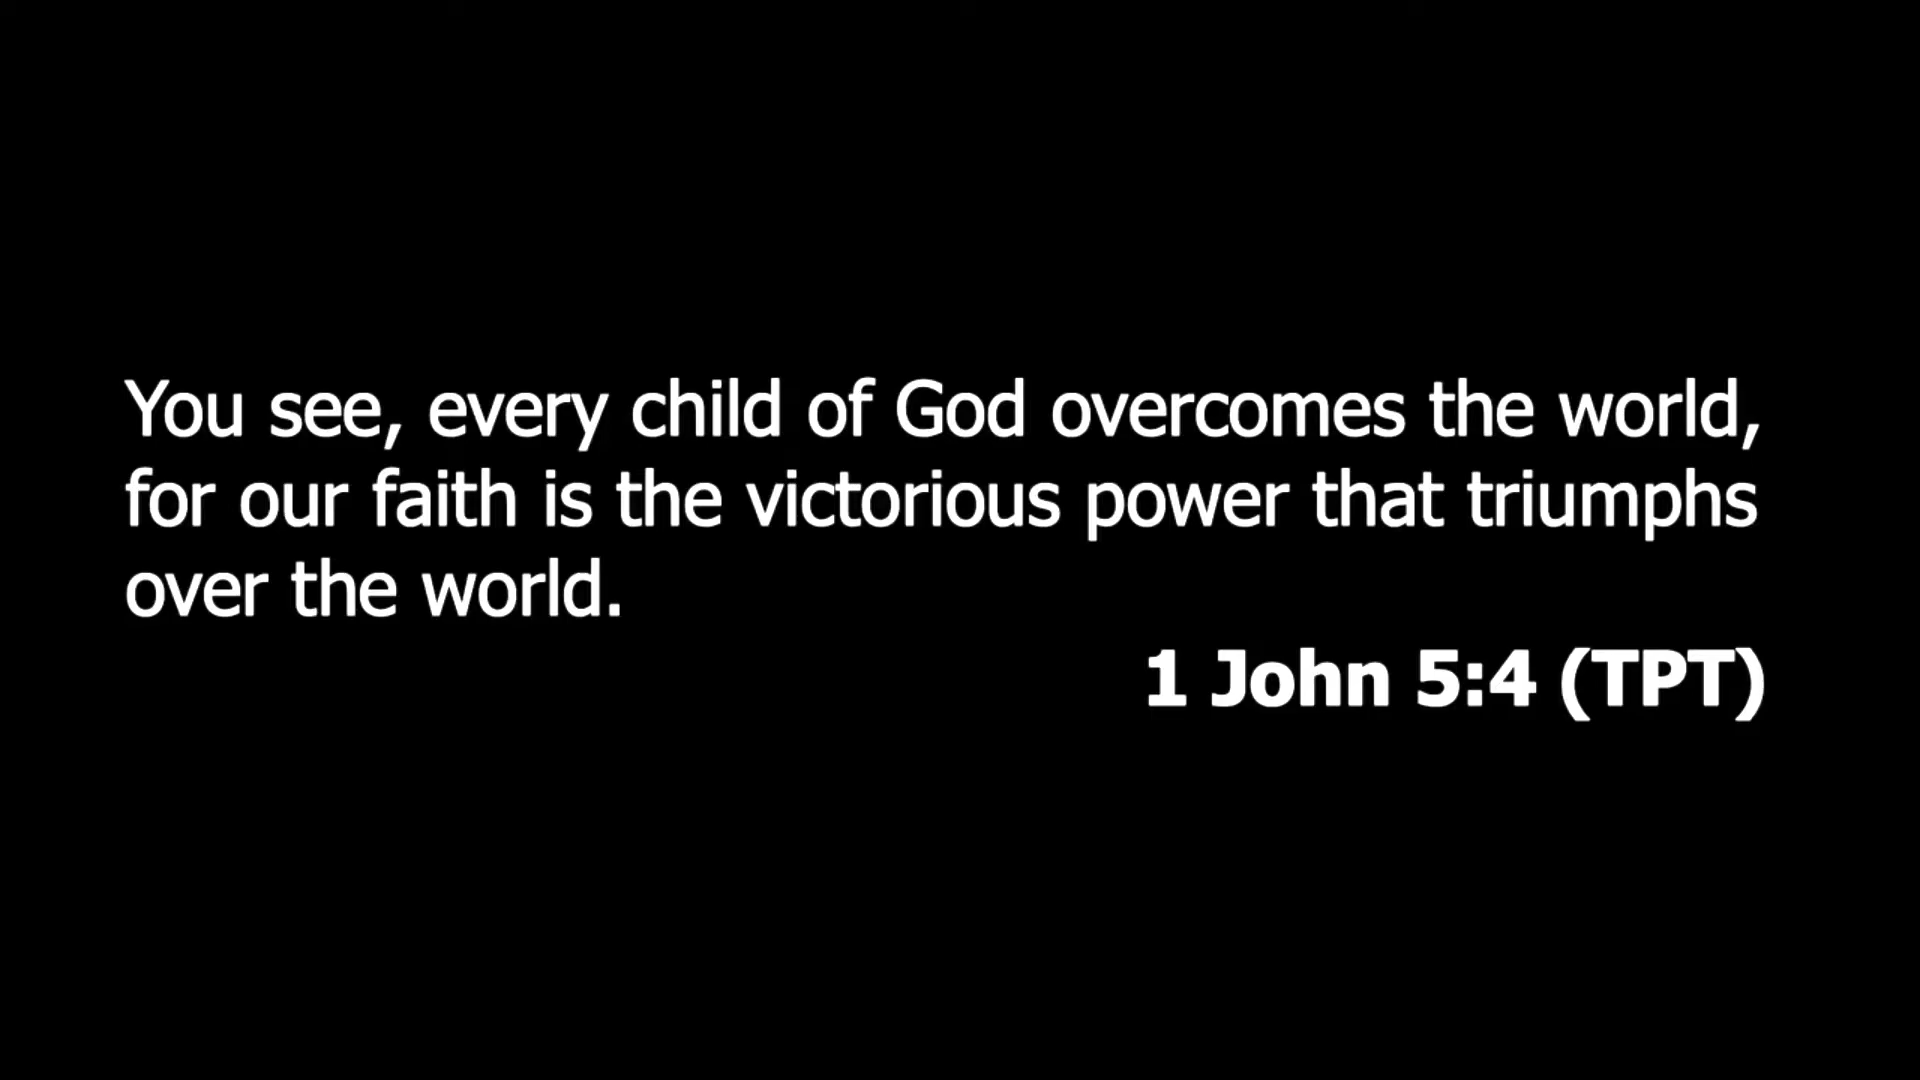 You see, every child of God overcomes the world,
for our faith is the victorious power that triumphs
over the world.
1 John 5:4 (TPT)